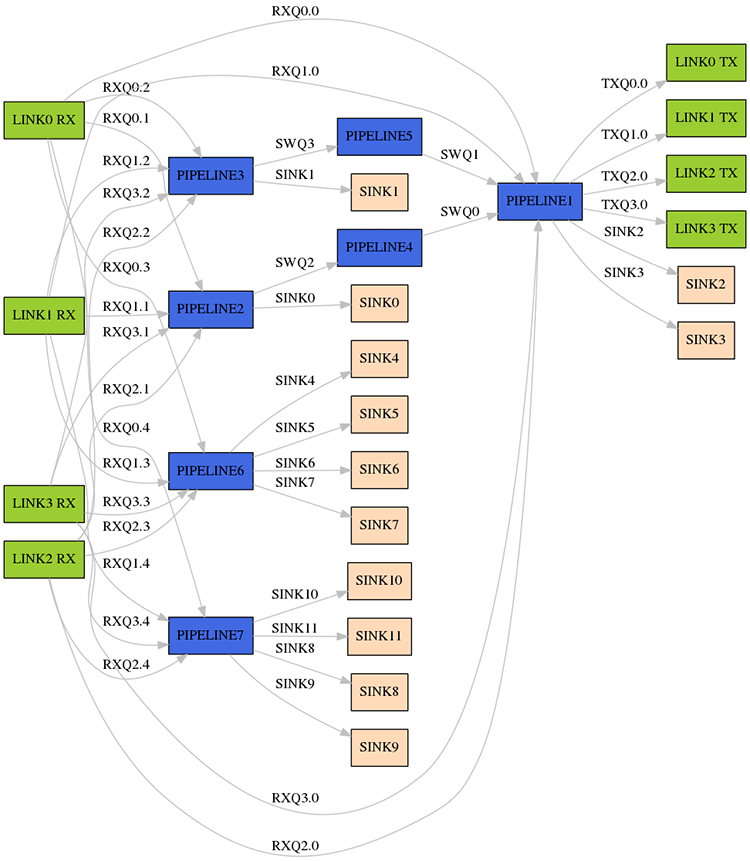 RXQ0.0
LINK0 TX
RXQ1.0
TXQ0.0
RXQ0.2
LINK0 RX
RXQ0.1
LINK1 TX
PIPELINE5
TXQ1.0
SWQ3
SWQ1
RXQ1.2
PIPELINE3
SINK1
LINK2 TX
TXQ2.0
RXQ3.2
SINK1
PIPELINE1
TXQ3.0
SWQ0
LINK3 TX
RXQ2.2
SINK2
PIPELINE4
SWQ2
RXQ0.3
SINK3
SINK2
SINK0
SINK0
RXQ1.1
PIPELINE2
LINK1 RX
RXQ3.1
SINK3
SINK4
SINK4
RXQ2.1
SINK5
SINK5
RXQ0.4
RXQ1.3
PIPELINE6
SINK6
SINK6
SINK7
LINK3 RX
RXQ3.3
RXQ2.3
SINK7
LINK2 RX
RXQ1.4
SINK10
SINK10
RXQ3.4
SINK11
PIPELINE7
SINK11
SINK8
RXQ2.4
SINK9
SINK8
SINK9
RXQ3.0
RXQ2.0